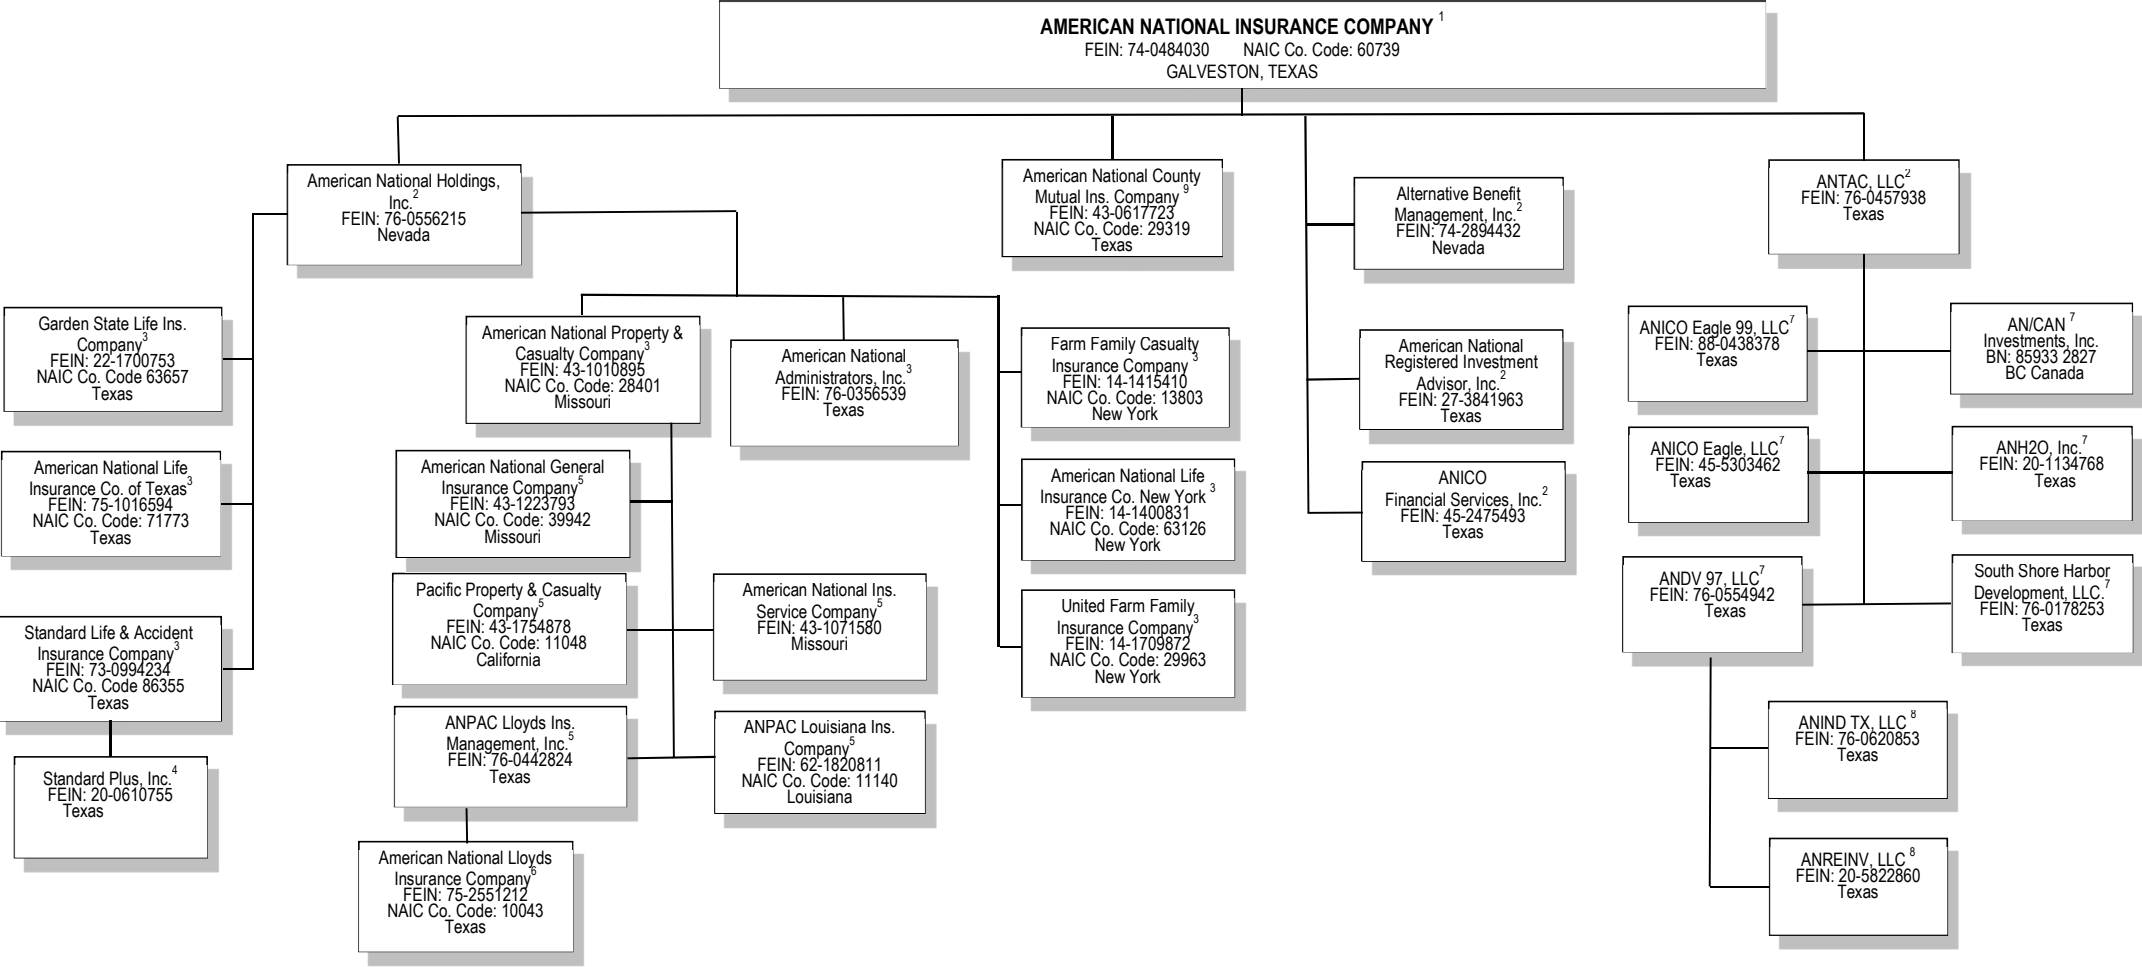 AMERICAN NATIONAL INSURANCE COMPANY 1
FEIN: 74-0484030 NAIC Co. Code: 60739
GALVESTON, TEXAS
American National Holdings,
Inc.2
FEIN: 76-0556215
Nevada
American National County
Mutual Ins. Company 9
FEIN: 43-0617723
NAIC Co. Code: 29319
Texas
Alternative Benefit
Management, Inc.2
FEIN: 74-2894432
Nevada
ANTAC, LLC2
FEIN: 76-0457938
Texas
Garden State Life Ins.
Company3
FEIN: 22-1700753
NAIC Co. Code 63657
Texas
American National Property &
Casualty Company3
FEIN: 43-1010895
NAIC Co. Code: 28401
Missouri
American National
Administrators, Inc.3
FEIN: 76-0356539
Texas
Farm Family Casualty
Insurance Company 3
FEIN: 14-1415410
NAIC Co. Code: 13803
New York
American National
Registered Investment
Advisor, Inc.2
FEIN: 27-3841963
Texas
ANICO Eagle 99, LLC7
FEIN: 88-0438378
Texas
AN/CAN 7
Investments, Inc.
BN: 85933 2827
BC Canada
American National Life
Insurance Co. of Texas3
FEIN: 75-1016594
NAIC Co. Code: 71773
Texas
American National General
Insurance Company5
FEIN: 43-1223793
NAIC Co. Code: 39942
Missouri
American National Life
Insurance Co. New York 3
FEIN: 14-1400831
NAIC Co. Code: 63126
New York
ANICO
Financial Services, Inc.2
FEIN: 45-2475493
Texas
ANICO Eagle, LLC7
FEIN: 45-5303462
Texas
ANH2O, Inc.7
FEIN: 20-1134768
Texas
Standard Life & Accident
Insurance Company3
FEIN: 73-0994234
NAIC Co. Code 86355
Texas
Pacific Property & Casualty
Company5
FEIN: 43-1754878
NAIC Co. Code: 11048
California
American National Ins.
Service Company5
FEIN: 43-1071580
Missouri
United Farm Family
Insurance Company3
FEIN: 14-1709872
NAIC Co. Code: 29963
New York
ANDV 97, LLC7
FEIN: 76-0554942
Texas
South Shore Harbor
Development, LLC.7
FEIN: 76-0178253
Texas
Standard Plus, Inc.4
FEIN: 20-0610755
Texas
ANPAC Lloyds Ins.
Management, Inc.5
FEIN: 76-0442824
Texas
ANPAC Louisiana Ins.
Company5
FEIN: 62-1820811
NAIC Co. Code: 11140
Louisiana
ANIND TX, LLC 8
FEIN: 76-0620853
Texas
American National Lloyds
Insurance Company6
FEIN: 75-2551212
NAIC Co. Code: 10043
Texas
ANREINV, LLC 8
FEIN: 20-5822860
Texas